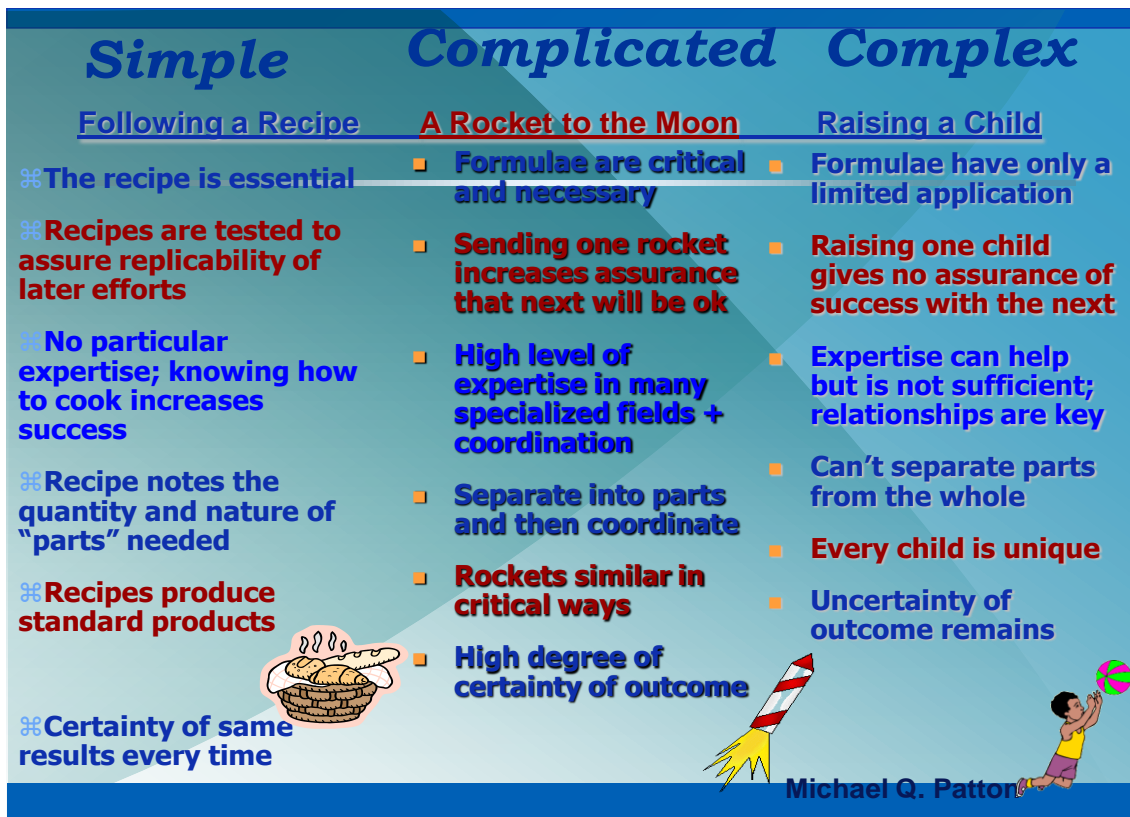 Simple
Following a Recipe
⌘The recipe is essential
⌘Recipes are tested to
assure replicability of
later efforts
⌘No particular
expertise; knowing how
to cook increases
success
⌘Recipe notes the
quantity and nature of
“parts” needed
⌘Recipes produce
standard products
⌘Certainty of same
results every time
Complicated
A Rocket to the Moon
Formulae are critical
and necessary
Sending one rocket
increases assurance
that next will be ok
High level of
expertise in many
specialized fields +
coordination
Separate into parts
and then coordinate
Rockets similar in
critical ways
High degree of
certainty of outcome
Complex
Raising a Child
Formulae have only a
limited application
Raising one child
gives no assurance of
success with the next
Expertise can help
but is not sufficient;
relationships are key
Can’t separate parts
from the whole
Every child is unique
Uncertainty of
outcome remains
Michael Q. Patton